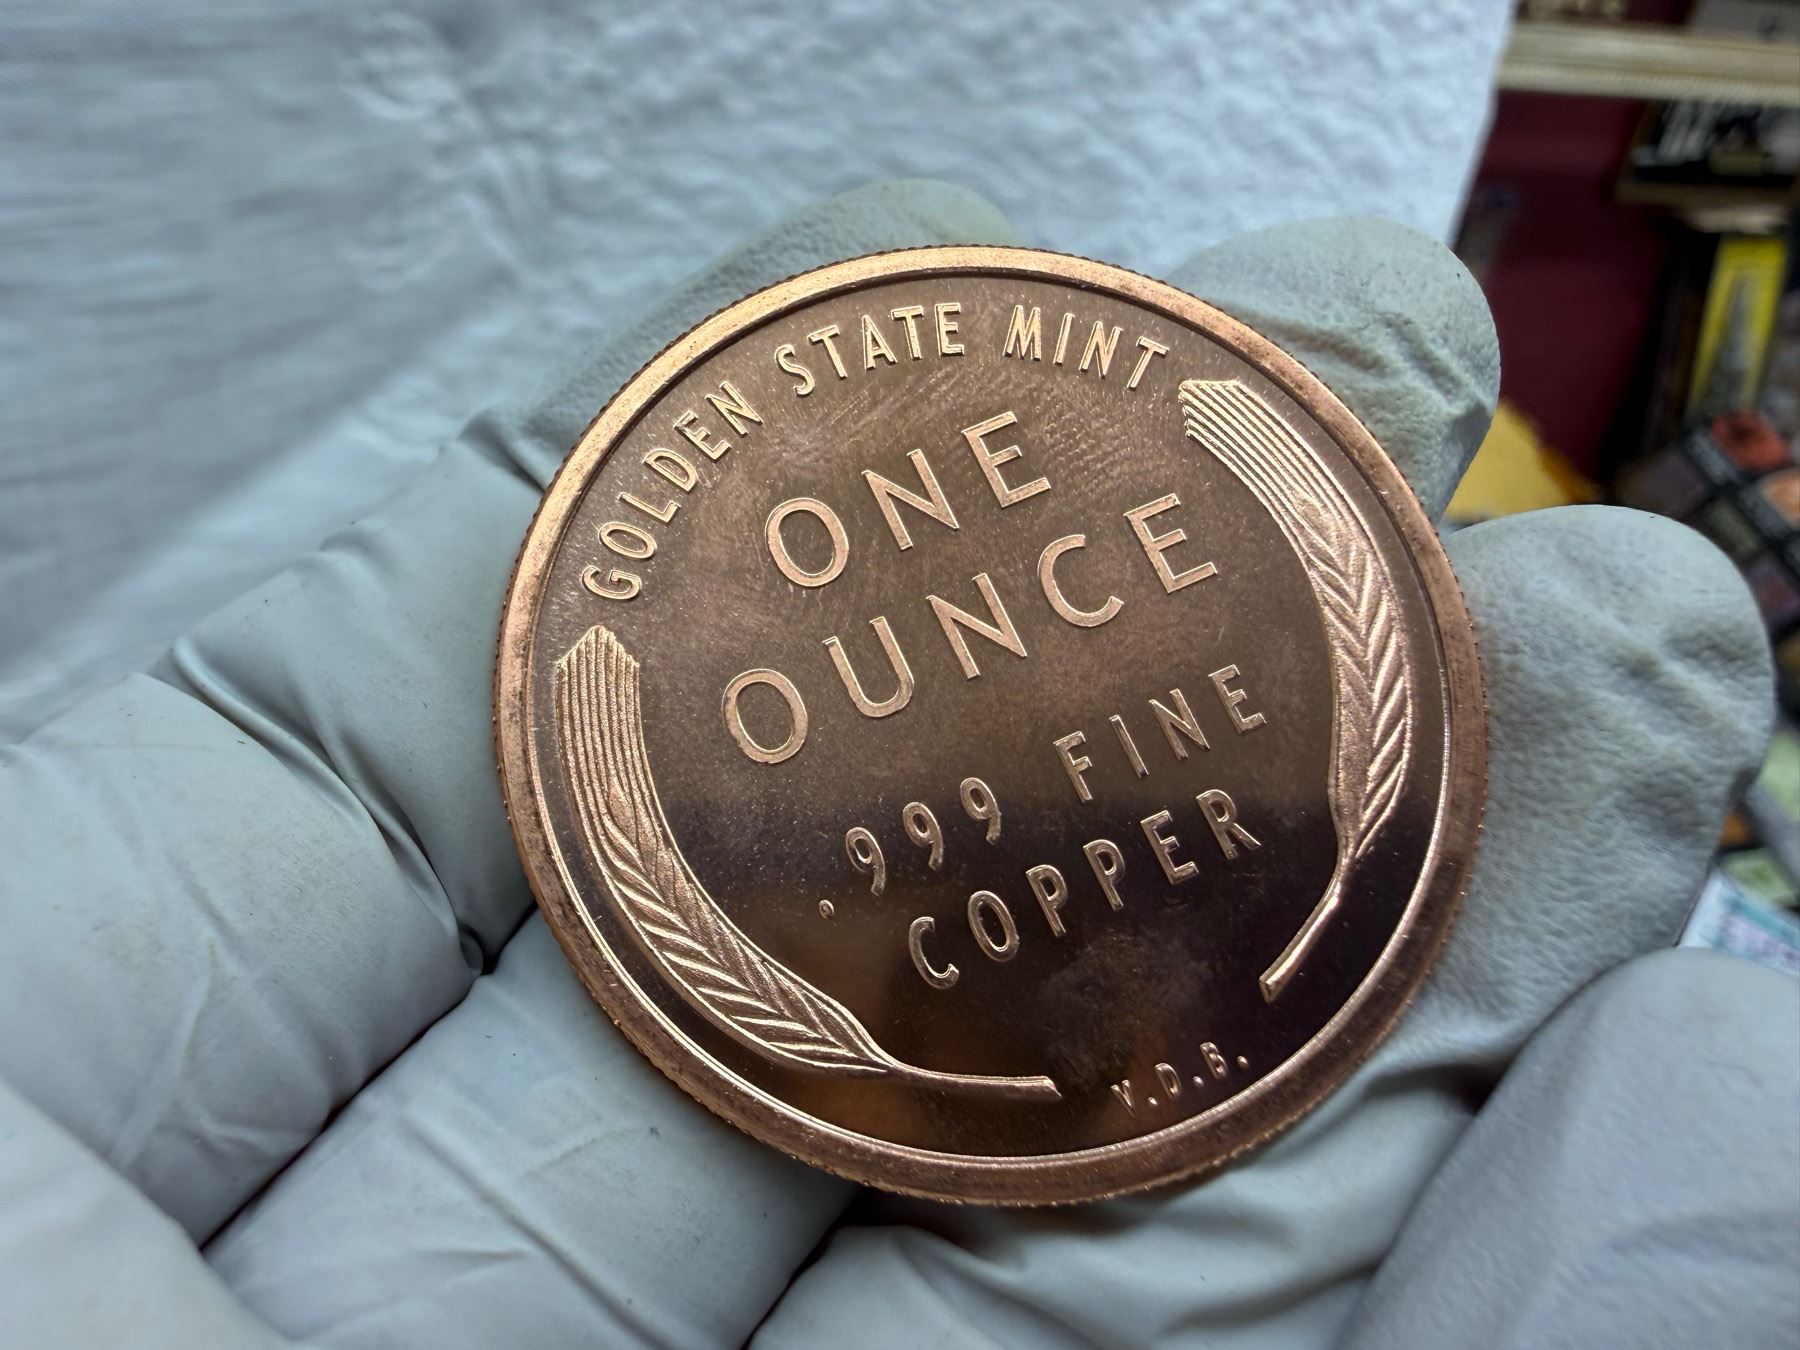 GOLDEN STATE MINT
ONE
OUNCE
.999 FINE
COPPER
V.D.B.